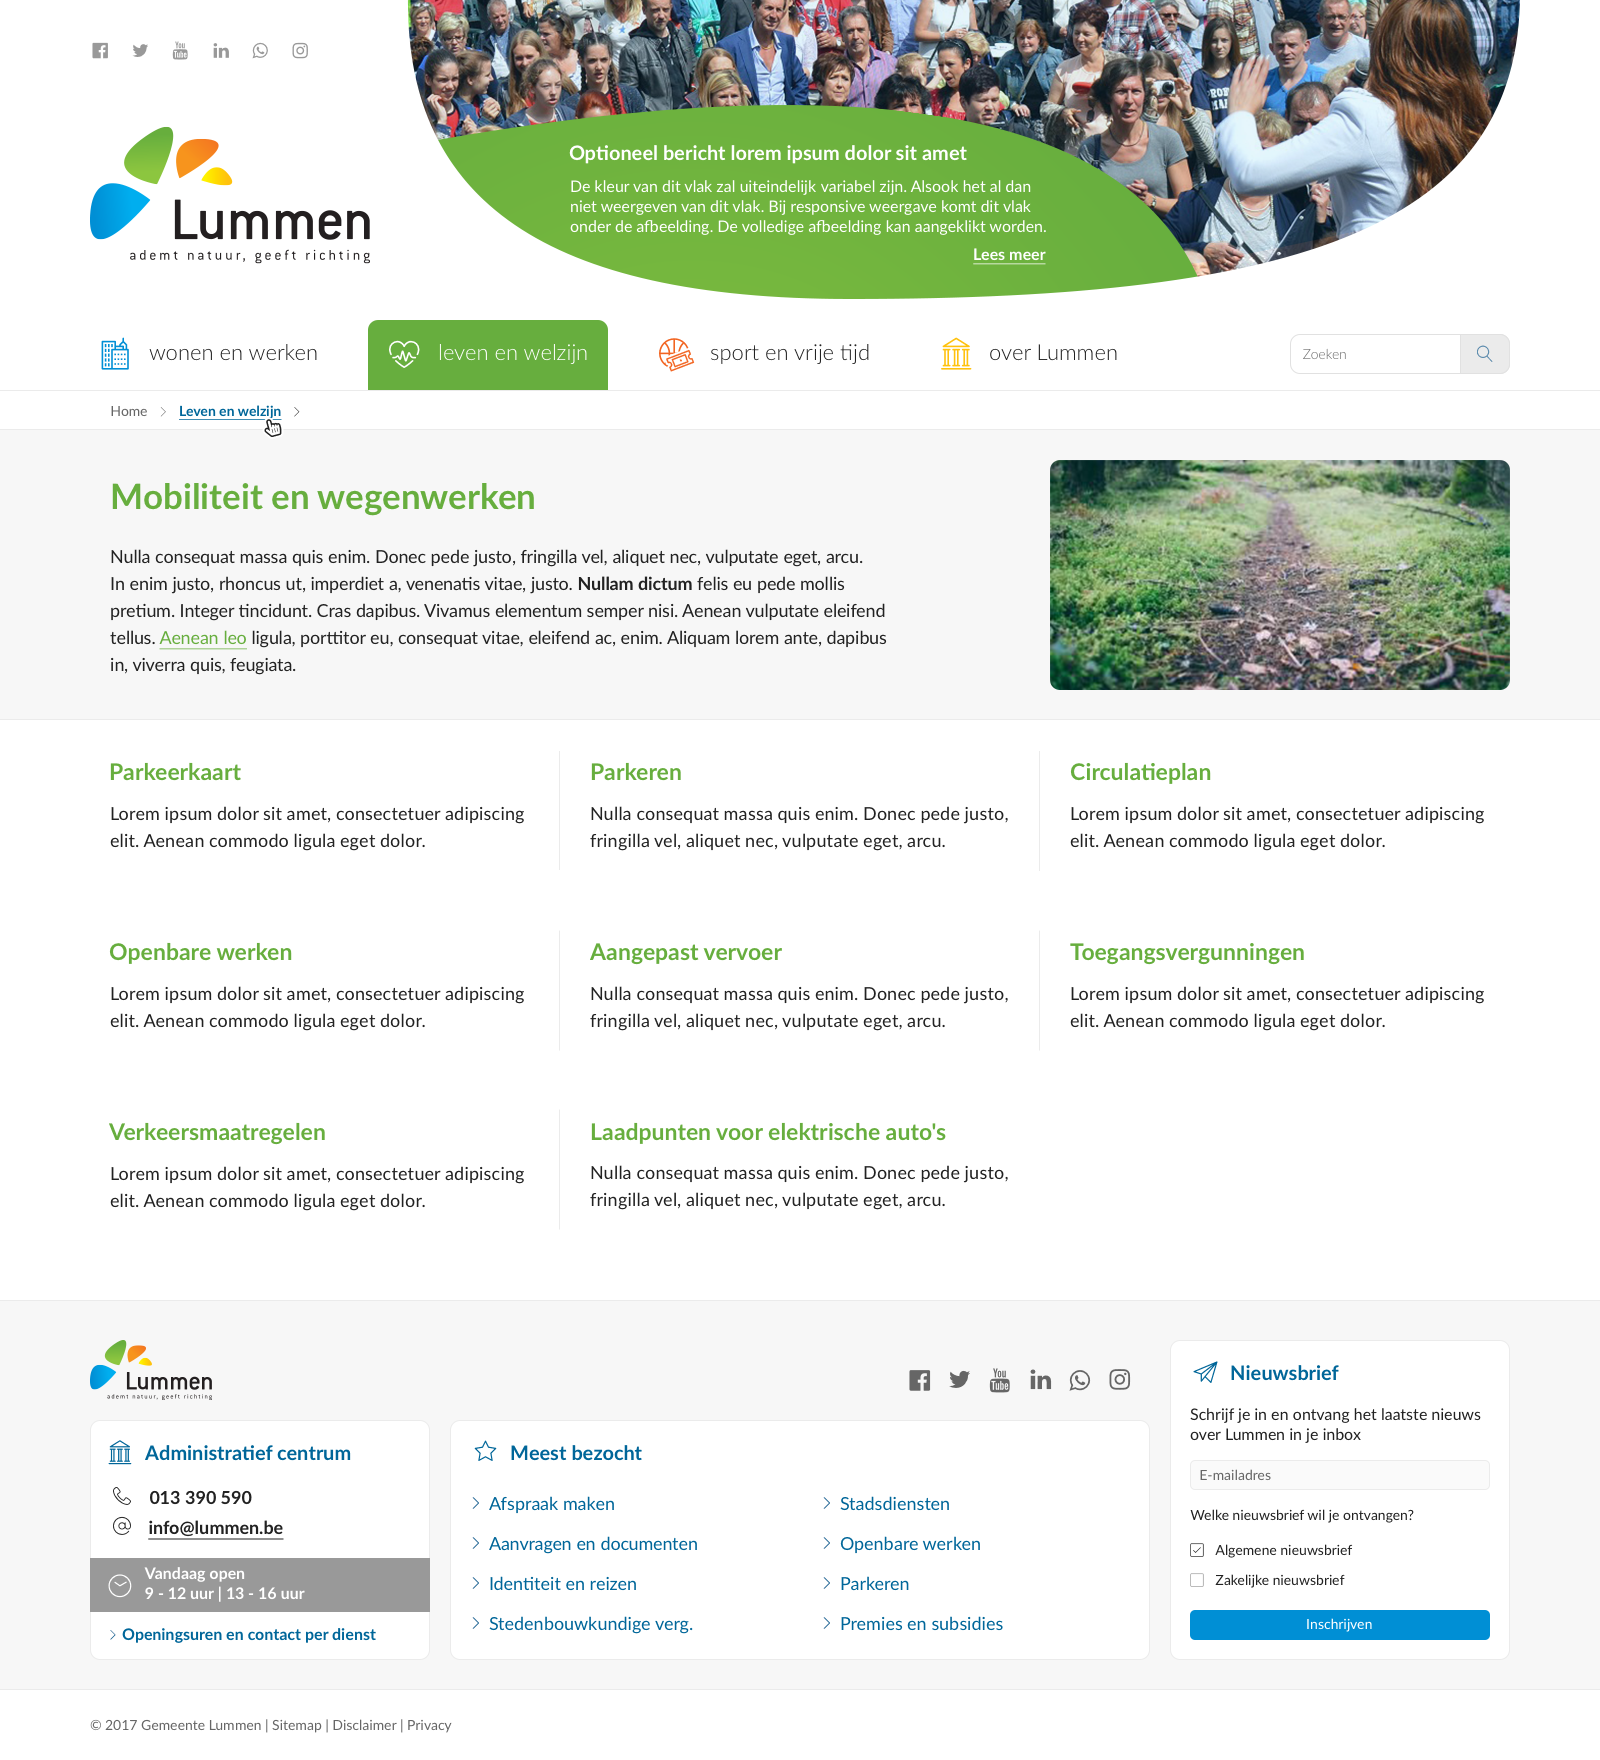 You
Tube
Lummen
ademt natuur, geeft richting
Optioneel bericht lorem ipsum dolor sit amet
De kleur van dit vlak zal uiteindelijk variabel zijn. Alsook het al dan
niet weergeven van dit vlak. Bij responsive weergave komt dit vlak
onder de afbeelding. De volledige afbeelding kan aangeklikt worden.
Lees meer
wonen en werken
leven en welzijn
sport en vrije tijd
over Lummen
Zoeken
Home
Leven en welzijn
Mobiliteit en wegenwerken
Nulla consequat massa quis enim. Donec pede justo, fringilla vel, aliquet nec, vulputate eget, arcu.
In enim justo, rhoncus ut, imperdiet a, venenatis vitae, justo. Nullam dictum felis eu pede mollis
pretium. Integer tincidunt. Cras dapibus. Vivamus elementum semper nisi. Aenean vulputate eleifend
tellus. Aenean leo ligula, porttitor eu, consequat vitae, eleifend ac, enim. Aliquam lorem ante, dapibus
in, viverra quis, feugiata.
Parkeerkaart
Lorem ipsum dolor sit amet, consectetuer adipiscing
elit. Aenean commodo ligula eget dolor.
Parkeren
Nulla consequat massa quis enim. Donec pede justo,
fringilla vel, aliquet nec, vulputate eget, arcu.
Circulatieplan
Lorem ipsum dolor sit amet, consectetuer adipiscing
elit. Aenean commodo ligula eget dolor.
Openbare werken
Lorem ipsum dolor sit amet, consectetuer adipiscing
elit. Aenean commodo ligula eget dolor.
Aangepast vervoer
Nulla consequat massa quis enim. Donec pede justo,
fringilla vel, aliquet nec, vulputate eget, arcu.
Toegangsvergunningen
Lorem ipsum dolor sit amet, consectetuer adipiscing
elit. Aenean commodo ligula eget dolor.
Verkeersmaatregelen
Lorem ipsum dolor sit amet, consectetuer adipiscing
elit. Aenean commodo ligula eget dolor.
Laadpunten voor elektrische auto's
Nulla consequat massa quis enim. Donec pede justo,
fringilla vel, aliquet nec, vulputate eget, arcu.
Lummen
ademt natuur, geeft richting
You
Tube
Administratief centrum
013 390 590
info@lummen.be
Vandaag open
9 - 12 uur | 13 - 16 uur
Openingsuren en contact per dienst
Meest bezocht
Afspraak maken
Aanvragen en documenten
Identiteit en reizen
Stedenbouwkundige verg.
Stadsdiensten
Openbare werken
Parkeren
Premies en subsidies
Nieuwsbrief
Schrijf je in en ontvang het laatste nieuws
over Lummen in je inbox
E-mailadres
Welke nieuwsbrief wil je ontvangen?
Algemene nieuwsbrief
Zakelijke nieuwsbrief
Inschrijven
© 2017 Gemeente Lummen | Sitemap | Disclaimer | Privacy